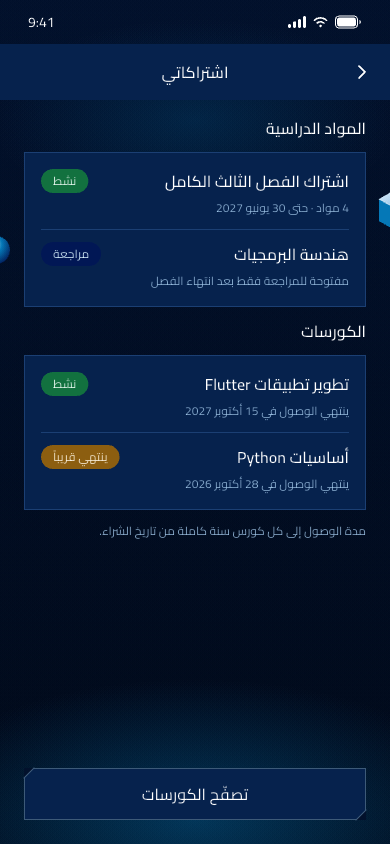 9:41
اشتراكاتي
المواد الدراسية
اشتراك الفصل الثالث الكامل
نشط
4 مواد · حتى 30 يونيو 2027
هندسة البرمجيات
مراجعة
مفتوحة للمراجعة فقط بعد انتهاء الفصل
الكورسات
تطوير تطبيقات Flutter
نشط
ينتهي الوصول في 15 أكتوبر 2027
أساسيات Python
ينتهي قريباً
ينتهي الوصول في 28 أكتوبر 2026
مدة الوصول إلى كل كورس سنة كاملة من تاريخ الشراء.
تصفّح الكورسات